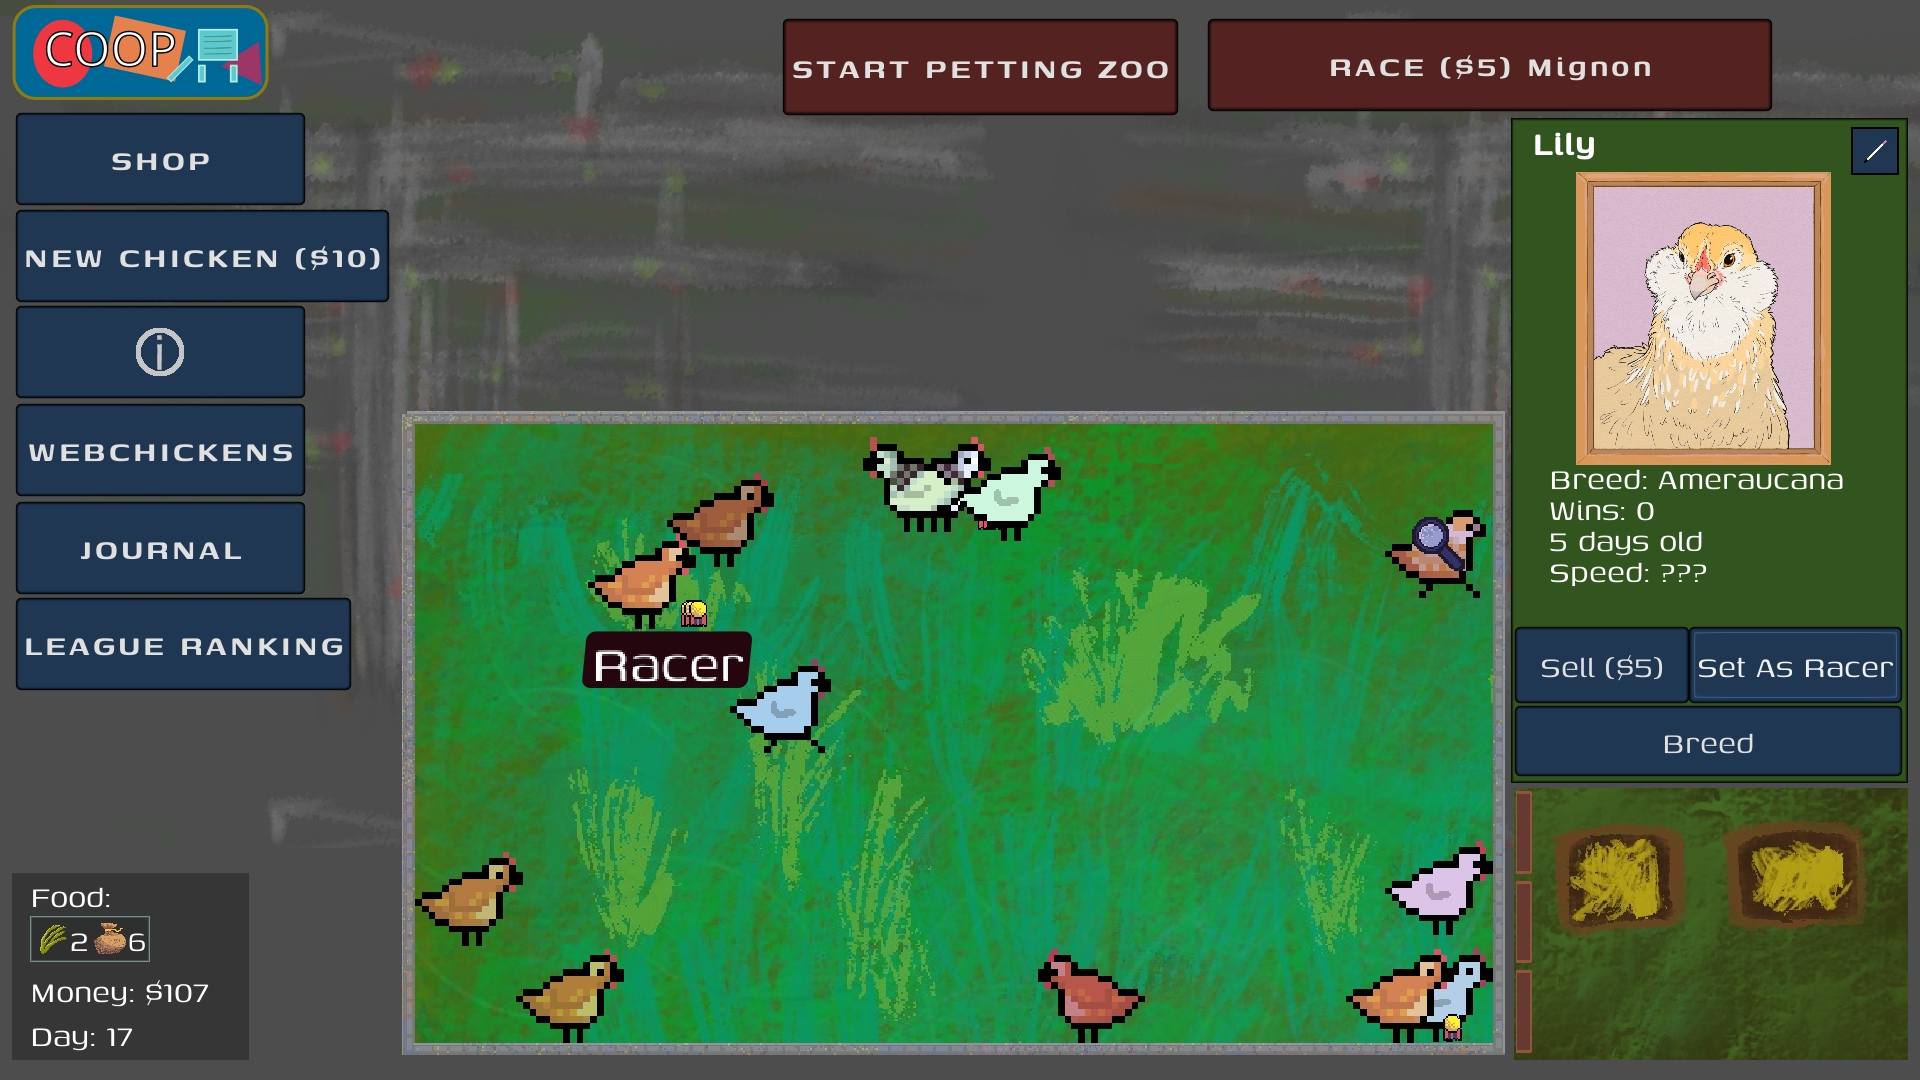 COOP
START PETTING ZOO
RACE ($5) Mignon
SHOP
NEW CHICKEN ($10)
WEBCHICKENS
JOURNAL
LEAGUE RANKING
Lily
Breed: Ameraucana
Wins: 0
5 days old
Speed: ???
Sell ($5)
Set As Racer
Breed
Racer
Food:
2 6
Money: $107
Day: 17